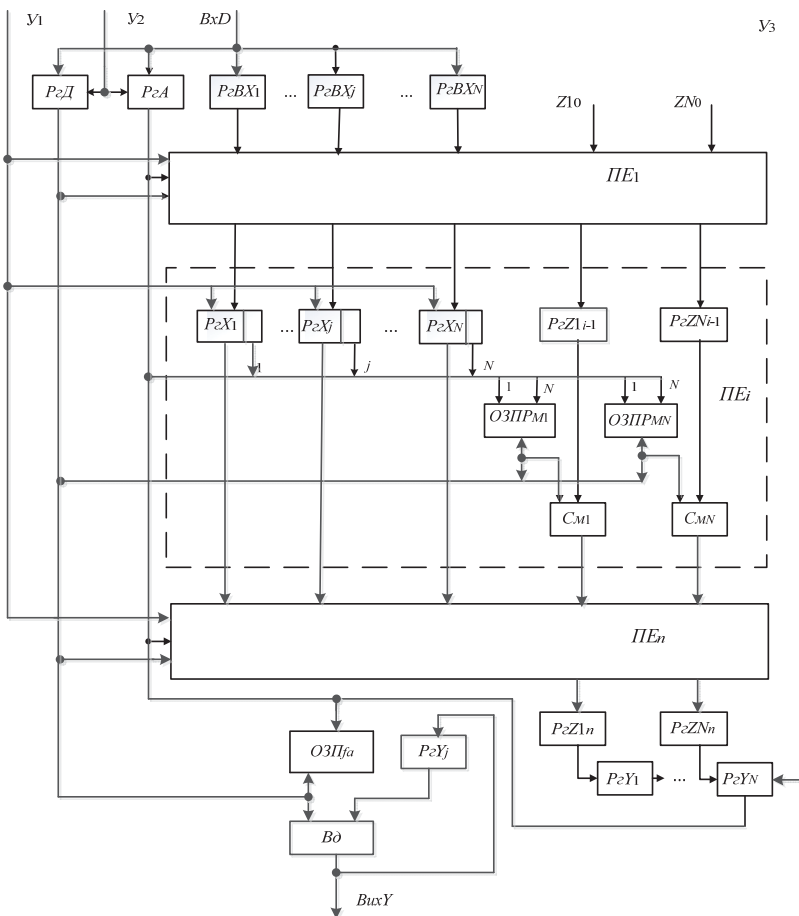 У1 У2 ВхD У3
РгД РгА РгВХ1 ... РгВХj ... РгВХN
Z10 ZN0
ПЕ1
РгХ1 ... РгХj ... РгХN РгZ1i-1 РгZNi-1
1 j N
1 N 1 N ПЕi
ОЗПРМ1 ОЗПРМN
См1 СмN
ПЕn
ОЗПfa РгYj РгZ1n РгZNn
РгY1 ... РгYN
Вд
ВихY